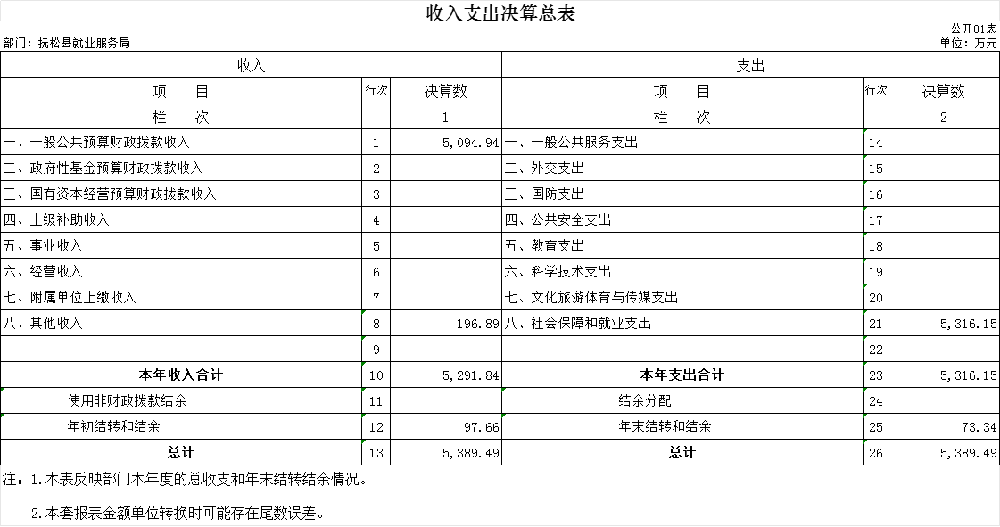 收入支出决算总表
公开01表
部门：抚松县就业服务局 单位：万元
收入 支出
项 目 行次 决算数 项 目 行次 决算数
栏 次 1 栏 次 2
一、一般公共预算财政拨款收入 1 5,094.94 一、一般公共服务支出 14
二、政府性基金预算财政拨款收入 2 二、外交支出 15
三、国有资本经营预算财政拨款收入 3 三、国防支出 16
四、上级补助收入 4 四、公共安全支出 17
五、事业收入 5 五、教育支出 18
六、经营收入 6 六、科学技术支出 19
七、附属单位上缴收入 7 七、文化旅游体育与传媒支出 20
八、其他收入 8 196.89 八、社会保障和就业支出 21 5,316.15
9 22
本年收入合计 10 5,291.84 本年支出合计 23 5,316.15
使用非财政拨款结余 11 结余分配 24
年初结转和结余 12 97.66 年末结转和结余 25 73.34
总计 13 5,389.49 总计 26 5,389.49
注：1.本表反映部门本年度的总收支和年末结转结余情况。
2.本套报表金额单位转换时可能存在尾数误差。